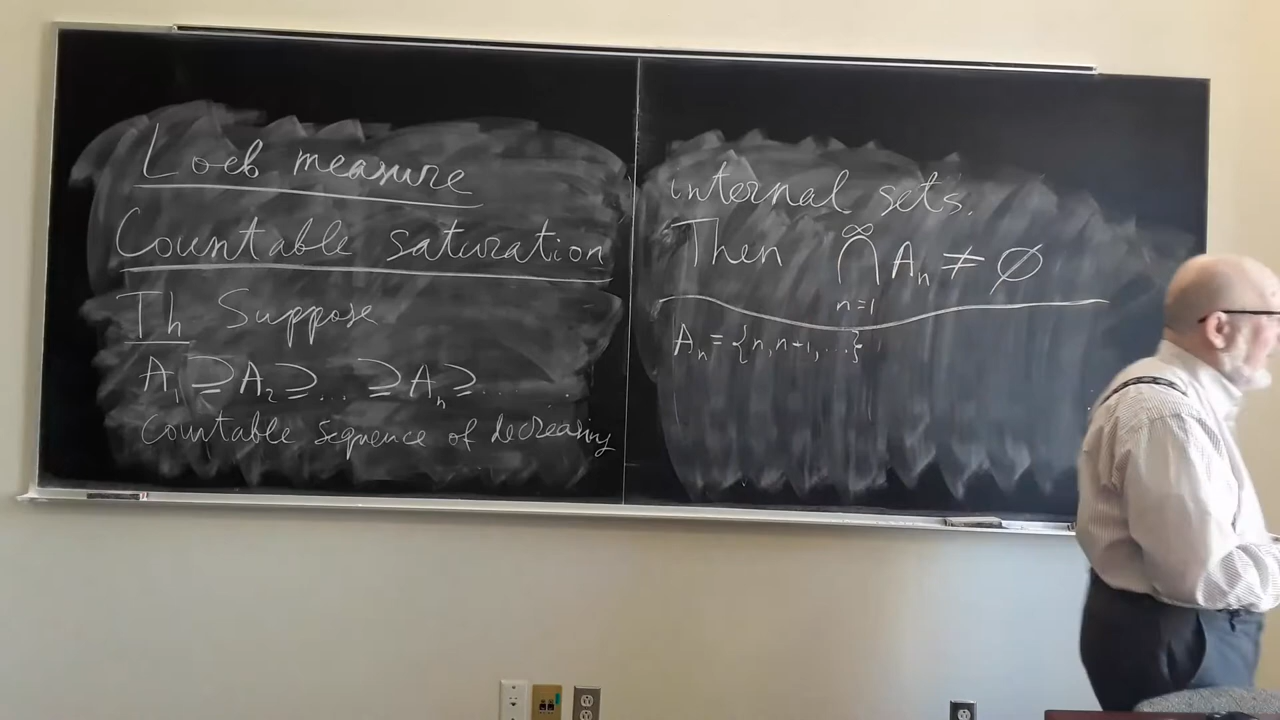 Loeb measure
Countable saturation
Th Suppose
A₁ ⊇ A₂ ⊇ ... ⊇ Aₙ ⊇ .....
Countable sequence of decreasing
internal sets.
Then ∞⋂n=1 Aₙ ≠ ∅
Aₙ = {n, n+1, ...}